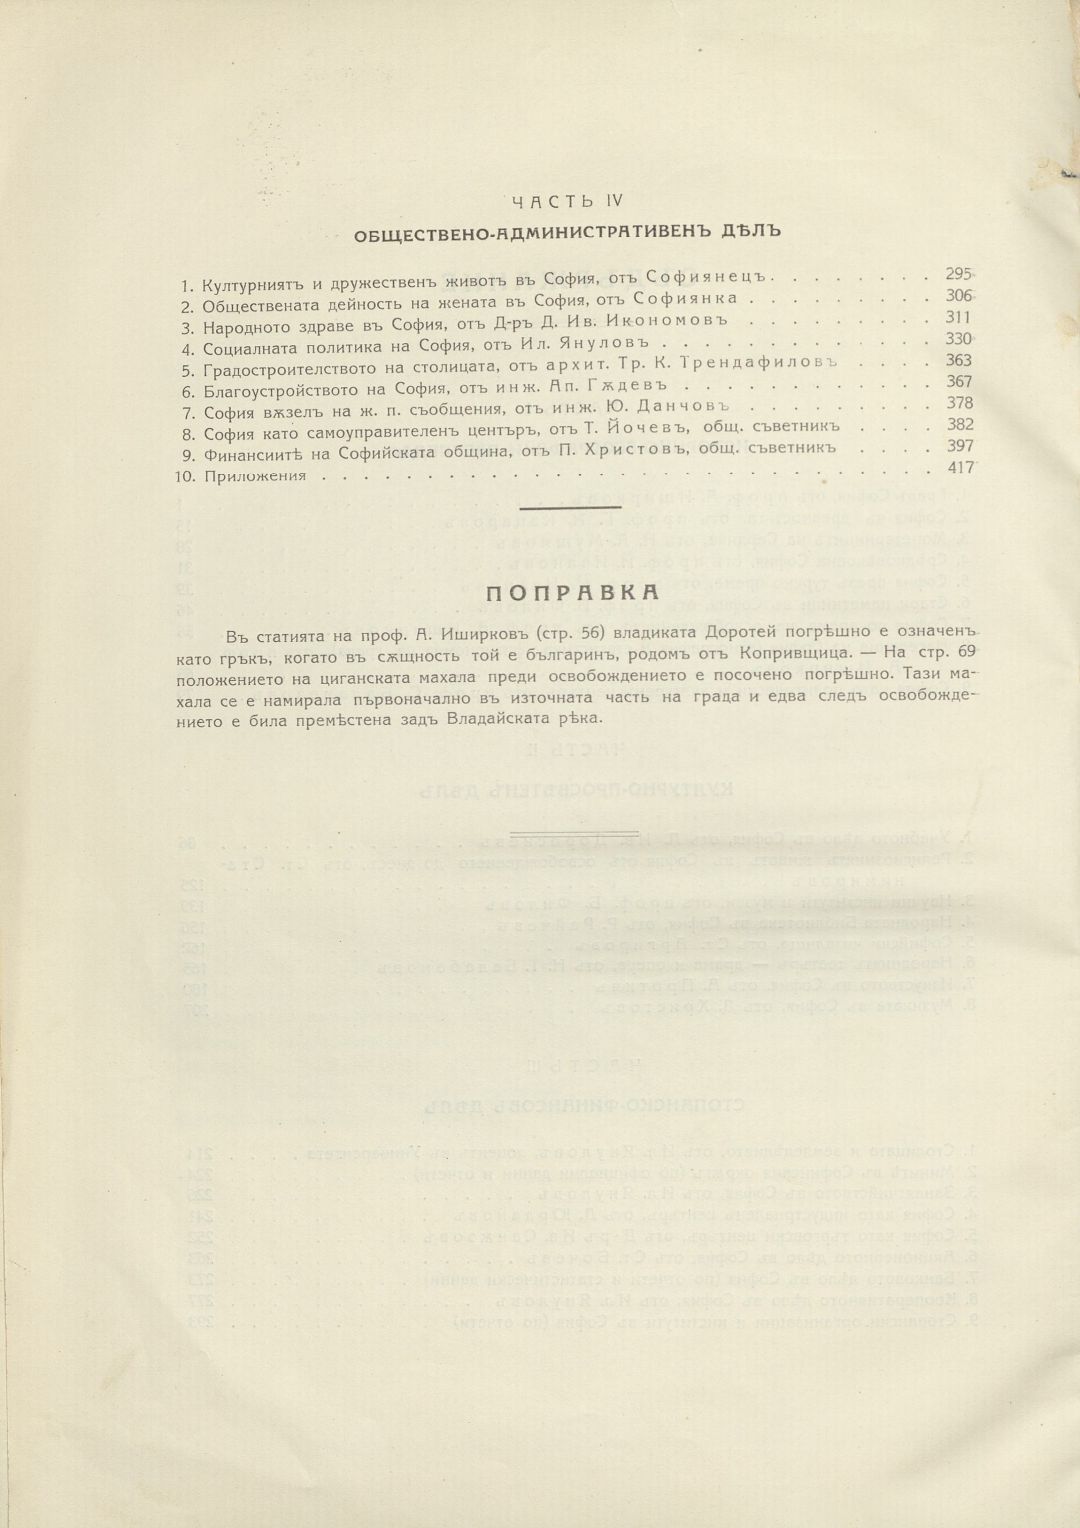 ЧАСТЬ IV
ОБЩЕСТВЕНО-АДМИНИСТРАТИВЕНЪ ДѢЛЪ
1. Културниятъ и дружественъ животъ въ София, отъ Софиянецъ. . . . . . . . . 295
2. Обществената дейность на жената въ София, отъ Софиянка . . . . . . . . . 306
3. Народното здраве въ София, отъ Д-ръ Д. Ив. Икономовъ . . . . . . . . . 311
4. Социалната политика на София, отъ Ил. Януловъ . . . . . . . . . . . . . 330
5. Градостроителството на столицата, отъ архит. Тр. К. Трендафиловъ . . . . 363
6. Благоустройството на София, отъ инж. Ап. Гѫдевъ . . . . . . . . . . . . 367
7. София вѫзелъ на ж. п. съобщения, отъ инж. Ю. Данчовъ . . . . . . . . . 378
8. София като самоуправителенъ центъръ, отъ Т. Йочевъ, общ. съветникъ . . . . 382
9. Финанситѣ на Софийската община, отъ П. Христовъ, общ. съветникъ . . . . 397
10. Приложения . . . . . . . . . . . . . . . . . . . . . . . . . . . . . 417
ПОПРАВКА
Въ статията на проф. А. Иширковъ (стр. 56) владиката Доротей погрѣшно е означенъ
като гръкъ, когато въ сѫщность той е българинъ, родомъ отъ Копривщица. — На стр. 69
положението на циганската махала преди освобождението е посочено погрѣшно. Тази ма-
хала се е намирала първоначално въ източната часть на града и едва следъ освобожде-
нието е била премѣстена задъ Владайската рѣка.